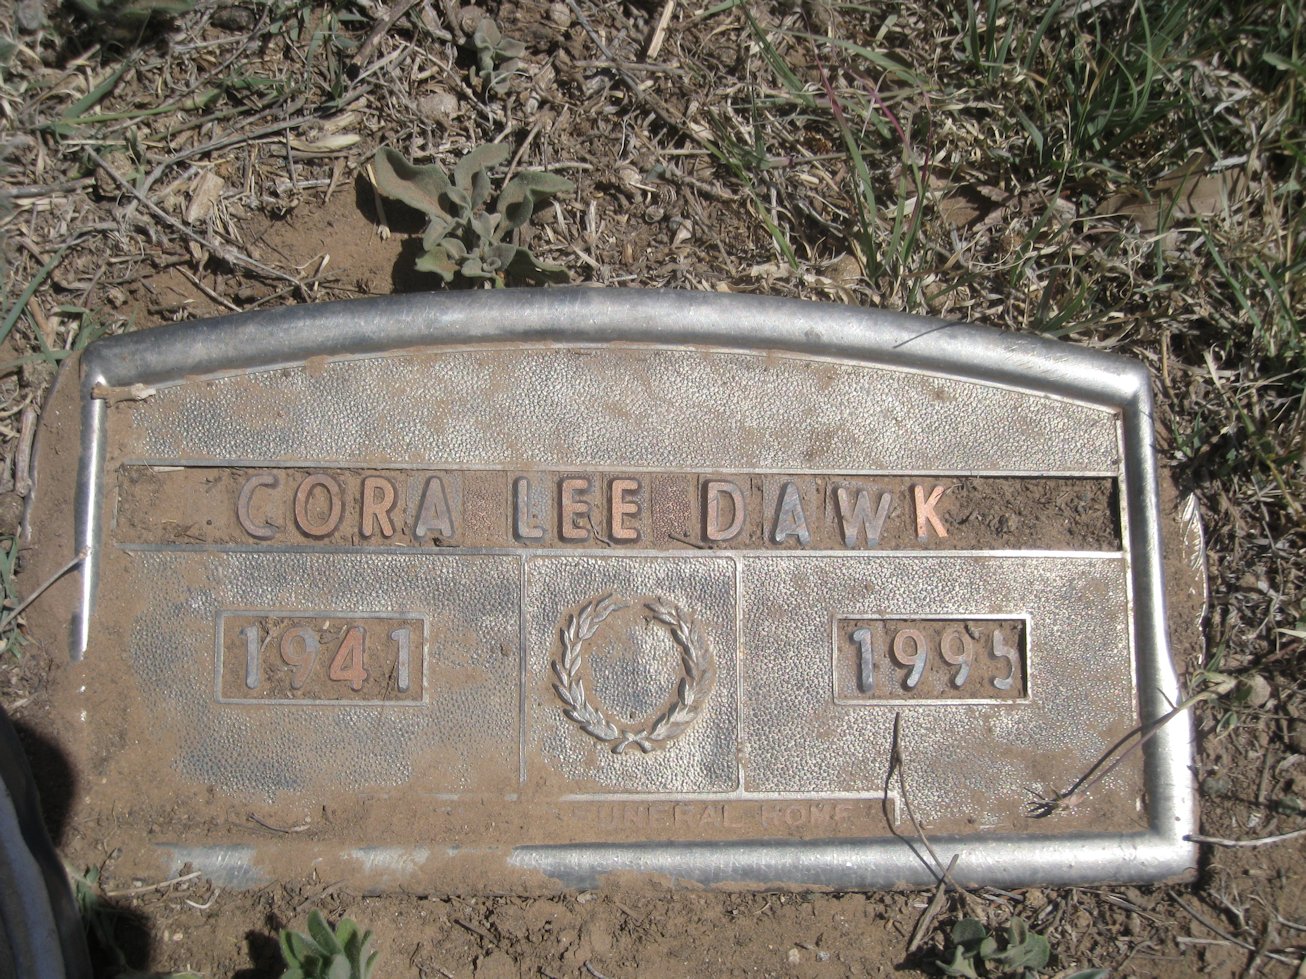 CORA LEE DAWK
1941 1995
FUNERAL HOME